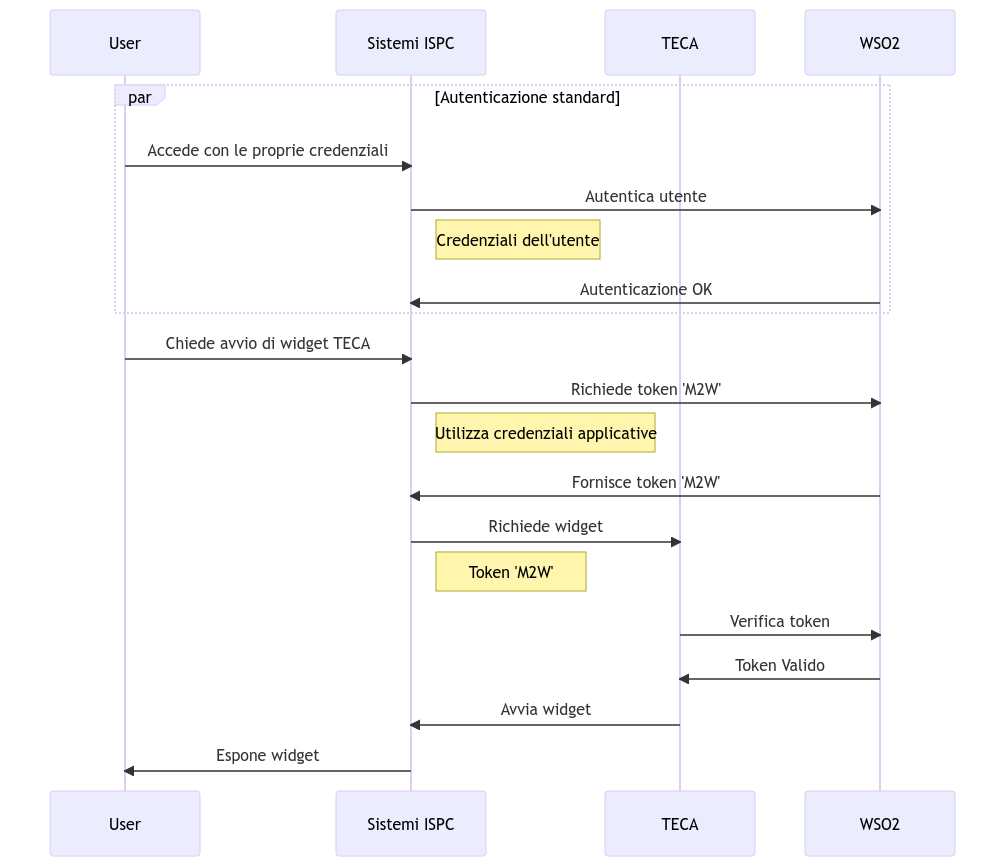 User
Sistemi ISPC
TECA
WSO2
par
[Autenticazione standard]
Accede con le proprie credenziali
Autentica utente
Credenziali dell'utente
Autenticazione OK
Chiede avvio di widget TECA
Richiede token 'M2W'
Utilizza credenziali applicative
Fornisce token 'M2W'
Richiede widget
Token 'M2W'
Verifica token
Token Valido
Avvia widget
Espone widget
User
Sistemi ISPC
TECA
WSO2